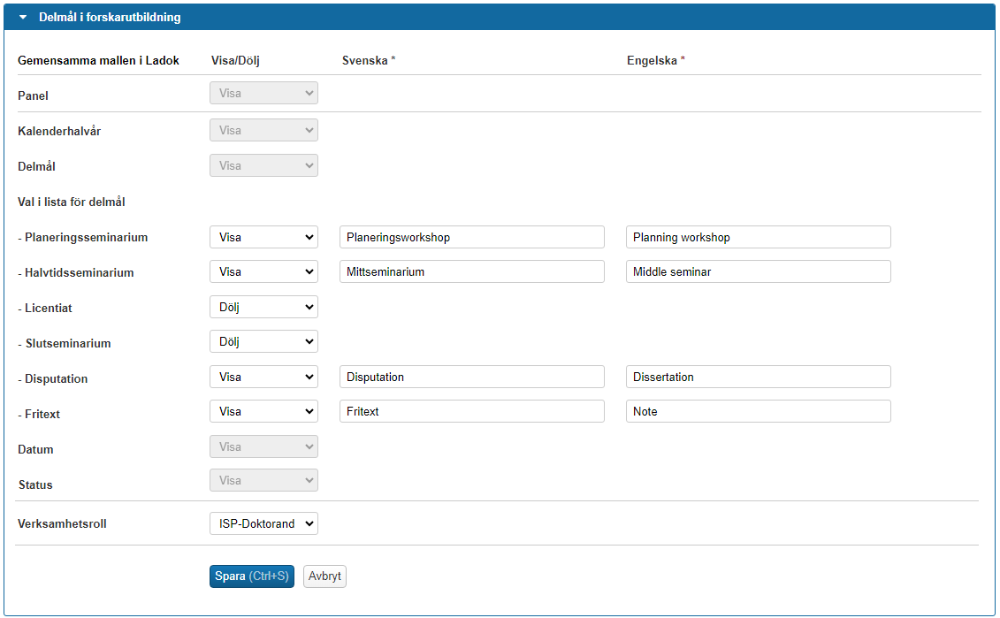 Delmål i forskarutbildning
Gemensamma mallen i Ladok Visa/Dölj Svenska * Engelska *
Panel Visa
Kalenderhalvår Visa
Delmål Visa
Val i lista för delmål
- Planeringsseminarium Visa Planeringsworkshop Planning workshop
- Halvtidsseminarium Visa Mittseminarium Middle seminar
- Licentiat Dölj
- Slutseminarium Dölj
- Disputation Visa Disputation Dissertation
- Fritext Visa Fritext Note
Datum Visa
Status Visa
Verksamhetsroll ISP-Doktorand
Spara (Ctrl+S) Avbryt